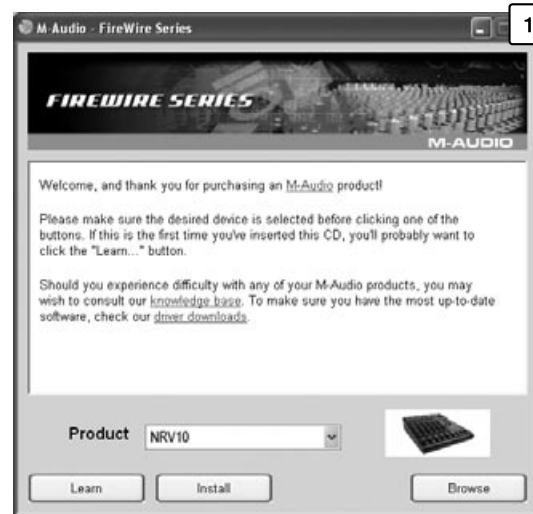 M-Audio - FireWire Series
1
FIREWIRE SERIES
M-AUDIO
Welcome, and thank you for purchasing an M-Audio product!
Please make sure the desired device is selected before clicking one of the
buttons. If this is the first time you've inserted this CD, you'll probably want to
click the "Learn..." button.
Should you experience difficulty with any of your M-Audio products, you may
wish to consult our knowledge base. To make sure you have the most up-to-date
software, check our driver downloads.
Product NRV10
Learn Install Browse